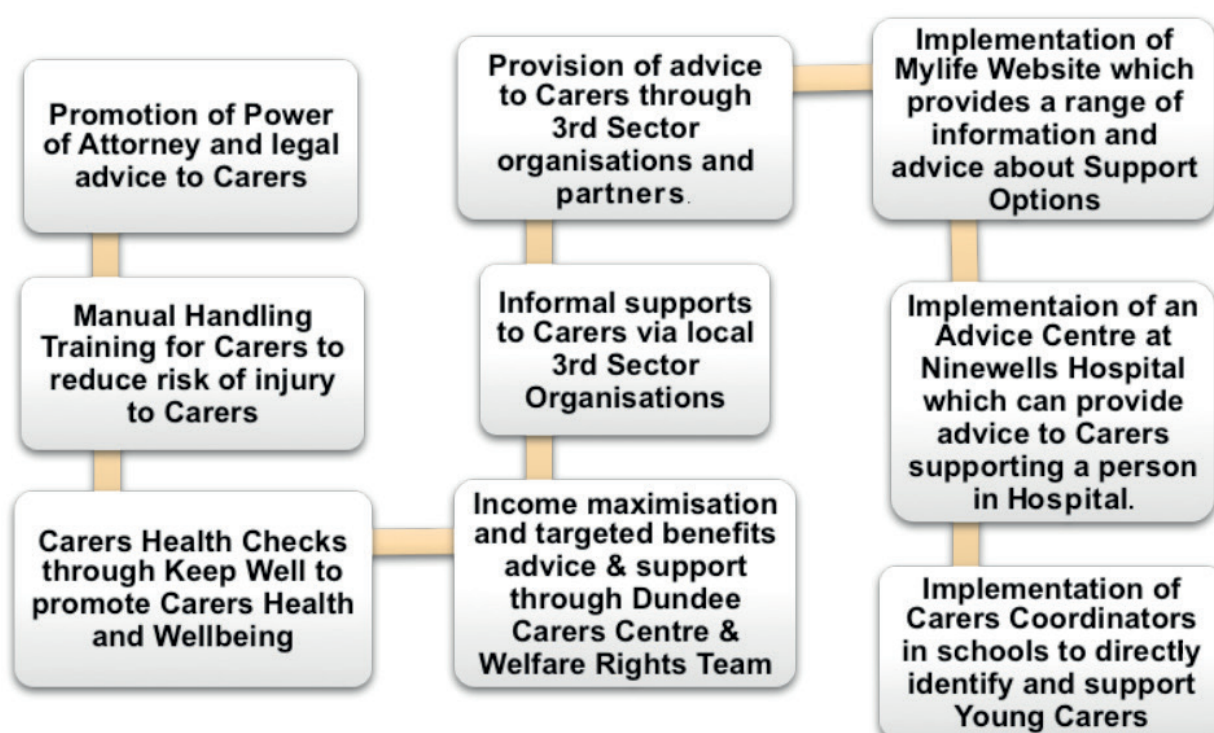 Promotion of Power
of Attorney and legal
advice to Carers
Manual Handling
Training for Carers to
reduce risk of injury
to Carers
Carers Health Checks
through Keep Well to
promote Carers Health
and Wellbeing
Income maximisation
and targeted benefits
advice & support
through Dundee
Carers Centre &
Welfare Rights Team
Informal supports
to Carers via local
3rd Sector
Organisations
Provision of advice
to Carers through
3rd Sector
organisations and
partners.
Implementation of
Mylife Website which
provides a range of
information and
advice about Support
Options
Implementaion of an
Advice Centre at
Ninewells Hospital
which can provide
advice to Carers
supporting a person
in Hospital.
Implementation of
Carers Coordinators
in schools to directly
identify and support
Young Carers